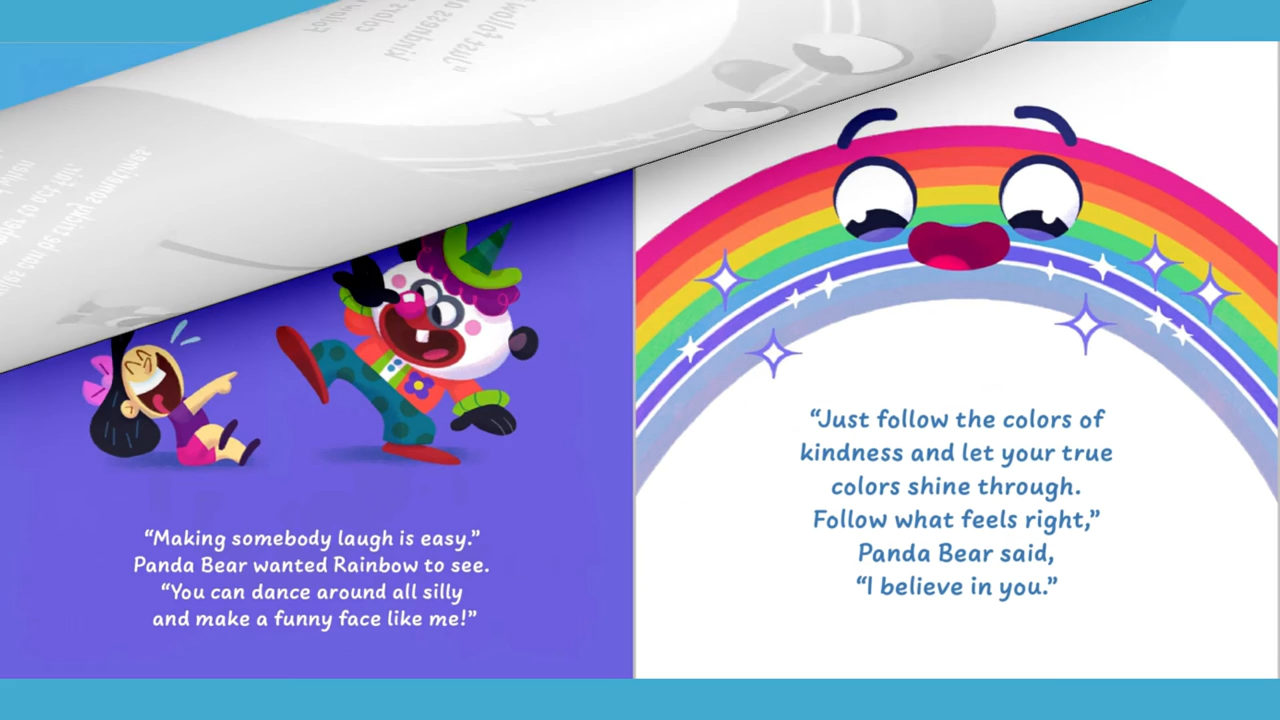 “Making somebody laugh is easy.”
Panda Bear wanted Rainbow to see.
“You can dance around all silly
and make a funny face like me!”
“Just follow the colors of
kindness and let your true
colors shine through.
Follow what feels right,”
Panda Bear said,
“I believe in you.”